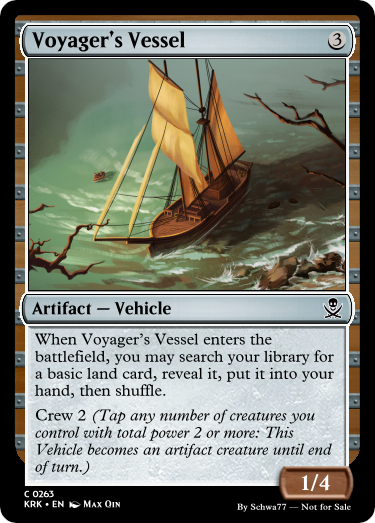 Voyager's Vessel 3
Artifact — Vehicle
When Voyager's Vessel enters the
battlefield, you may search your library for
a basic land card, reveal it, put it into your
hand, then shuffle.
Crew 2 (Tap any number of creatures you
control with total power 2 or more: This
Vehicle becomes an artifact creature until end
of turn.)
1/4
C 0263
KRK • EN Max Oin
By Schwa77 — Not for Sale